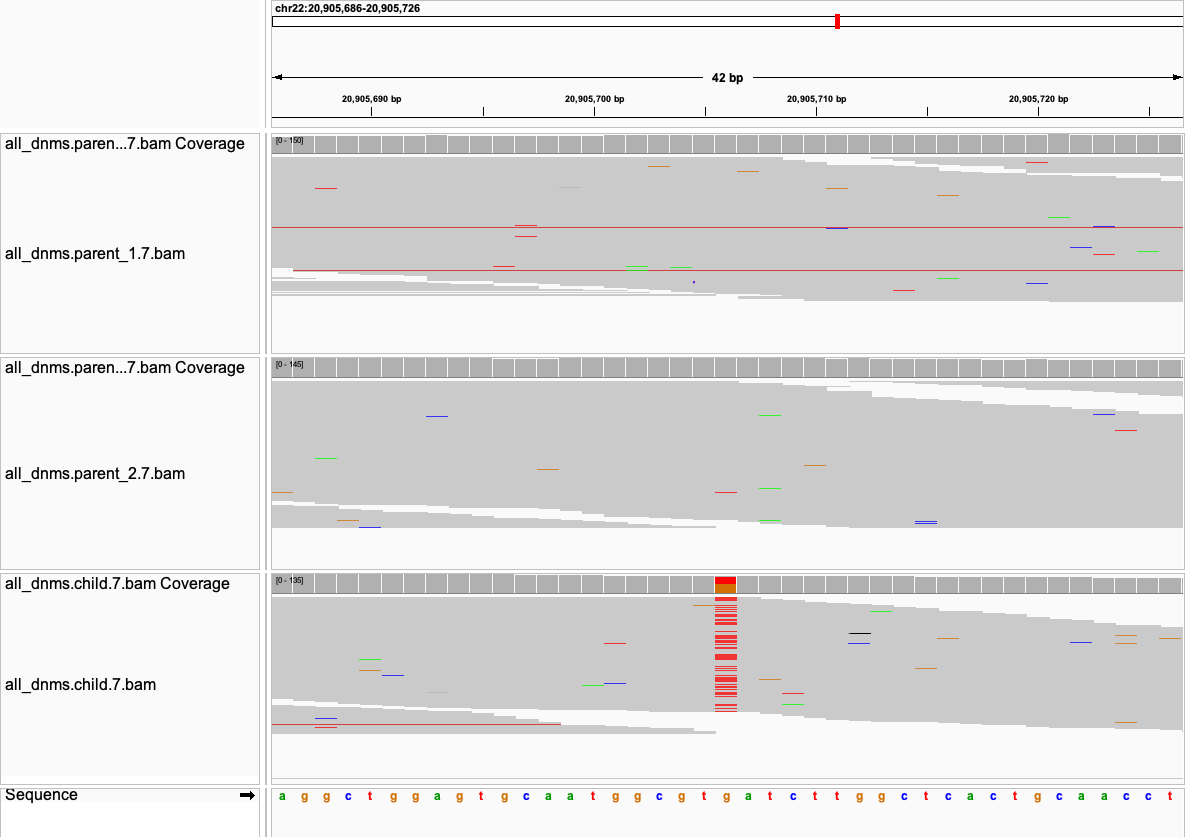 chr22:20,905,686-20,905,726
42 bp
20,905,690 bp 20,905,700 bp 20,905,710 bp 20,905,720 bp
all_dnms.paren...7.bam Coverage
[0 - 150]
all_dnms.parent_1.7.bam
all_dnms.paren...7.bam Coverage
[0 - 145]
all_dnms.parent_2.7.bam
all_dnms.child.7.bam Coverage
[0 - 135]
all_dnms.child.7.bam
Sequence
a g g c t g g a g t g c a a t g g c g t g a t c t t g g c t c a c t g c a a c c t